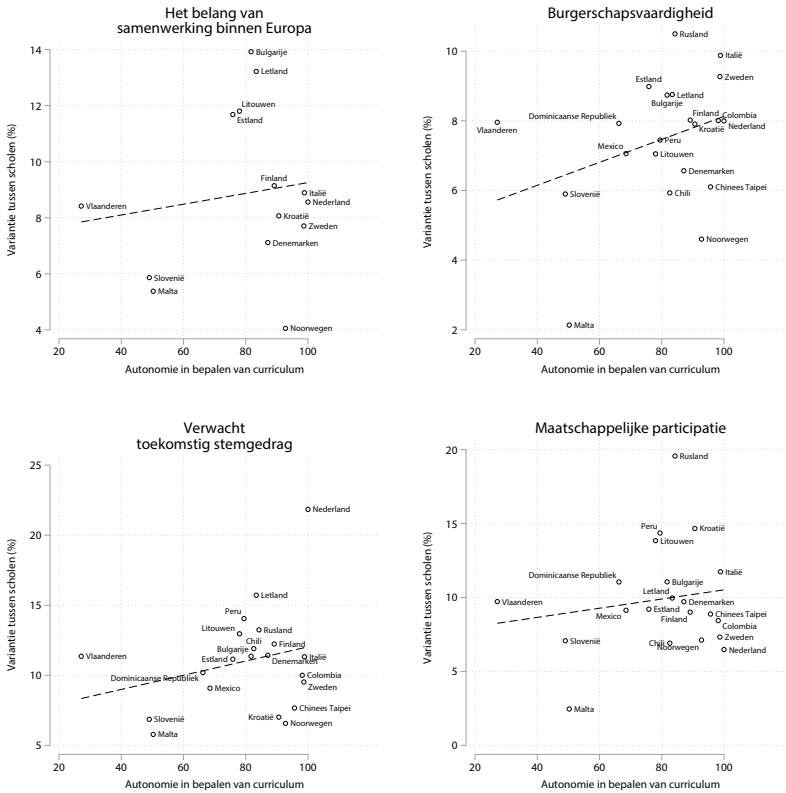 Het belang van
samenwerking binnen Europa
Variantie tussen scholen (%)
14
12
10
8
6
4
Bulgarije
Letland
Litouwen
Estland
Finland
Italië
Nederland
Vlaanderen
Kroatië
Zweden
Denemarken
Slovenië
Malta
Noorwegen
20 40 60 80 100
Autonomie in bepalen van curriculum
Burgerschapsvaardigheid
Variantie tussen scholen (%)
10
8
6
4
2
Rusland
Italië
Zweden
Estland
Letland
Bulgarije
Dominicaanse Republiek
Finland
Colombia
Vlaanderen
Kroatië
Nederland
Peru
Mexico
Litouwen
Denemarken
Chinees Taipei
Slovenië
Chili
Noorwegen
Malta
20 40 60 80 100
Autonomie in bepalen van curriculum
Verwacht
toekomstig stemgedrag
Variantie tussen scholen (%)
25
20
15
10
5
Nederland
Letland
Peru
Litouwen
Rusland
Chili
Finland
Bulgarije
Vlaanderen
Estland
Denemarken
Italië
Dominicaanse Republiek
Colombia
Mexico
Zweden
Chinees Taipei
Slovenië
Kroatië
Noorwegen
Malta
20 40 60 80 100
Autonomie in bepalen van curriculum
Maatschappelijke participatie
Variantie tussen scholen (%)
20
15
10
5
0
Rusland
Peru
Kroatië
Litouwen
Italië
Dominicaanse Republiek
Bulgarije
Letland
Vlaanderen
Denemarken
Mexico
Estland
Finland
Chinees Taipei
Colombia
Slovenië
Chili
Noorwegen
Zweden
Nederland
Malta
20 40 60 80 100
Autonomie in bepalen van curriculum